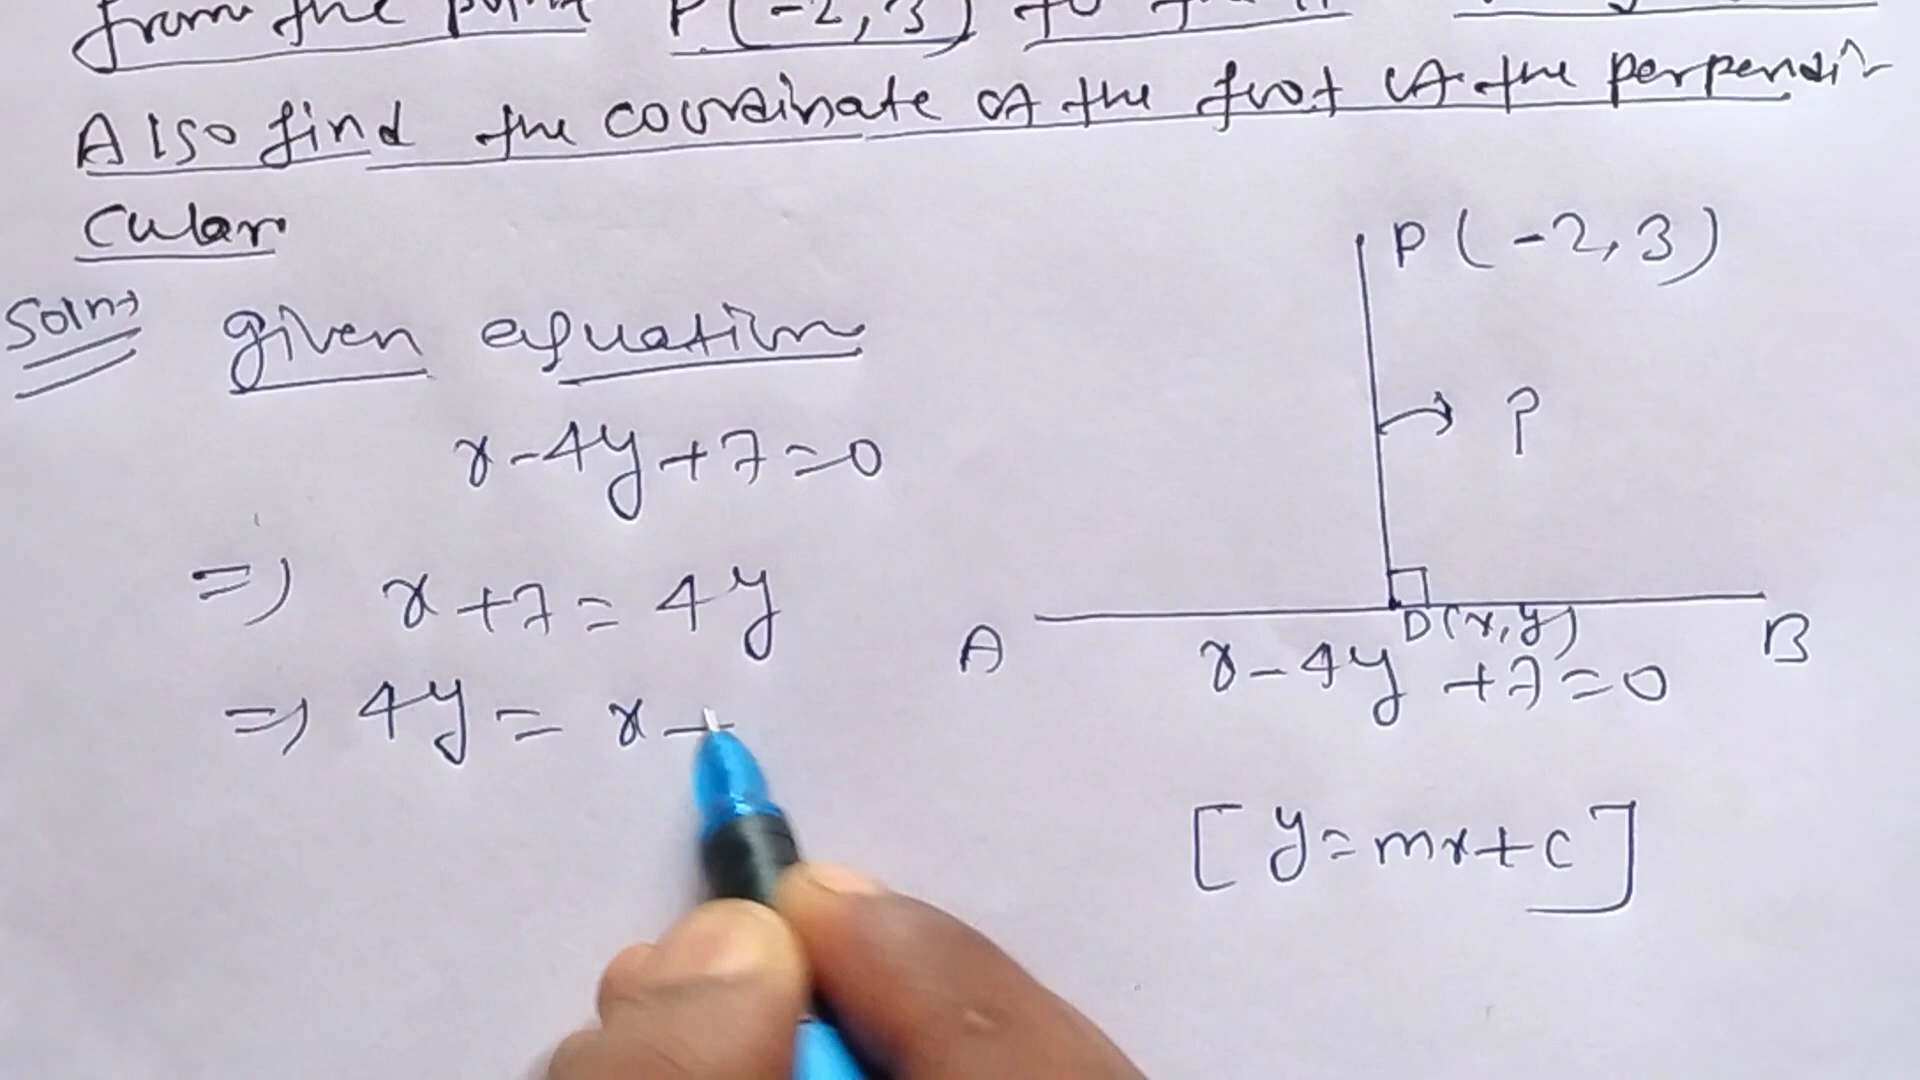 from the point P(-2,3) to the
Also find the coordinate of the foot of the perpendi-
cular
Soln→ given equation
x-4y+7=0
=> x+7=4y
=> 4y= x+
P(-2,3)
P
D(x,y)
A B
x-4y+7=0
[y=mx+c]